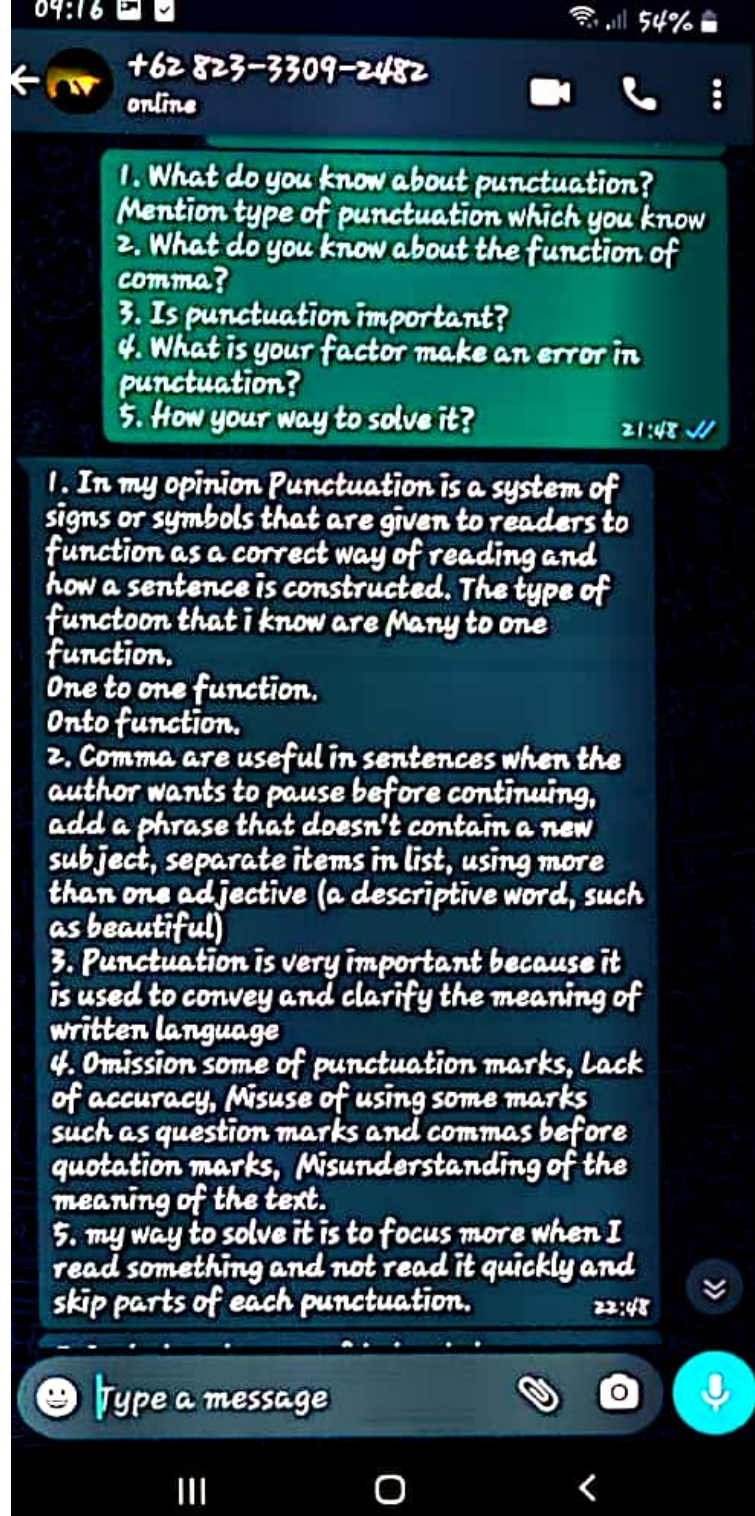 09:16
54%
+62 823-3309-2482
online
1. What do you know about punctuation?
Mention type of punctuation which you know
2. What do you know about the function of
comma?
3. Is punctuation important?
4. What is your factor make an error in
punctuation?
5. How your way to solve it?
21:48
1. In my opinion Punctuation is a system of
signs or symbols that are given to readers to
function as a correct way of reading and
how a sentence is constructed. The type of
functoon that i know are Many to one
function.
One to one function.
Onto function.
2. Comma are useful in sentences when the
author wants to pause before continuing,
add a phrase that doesn't contain a new
subject, separate items in list, using more
than one adjective (a descriptive word, such
as beautiful)
3. Punctuation is very important because it
is used to convey and clarify the meaning of
written language
4. Omission some of punctuation marks, Lack
of accuracy, Misuse of using some marks
such as question marks and commas before
quotation marks, Misunderstanding of the
meaning of the text.
5. my way to solve it is to focus more when I
read something and not read it quickly and
skip parts of each punctuation.
22:48
Type a message